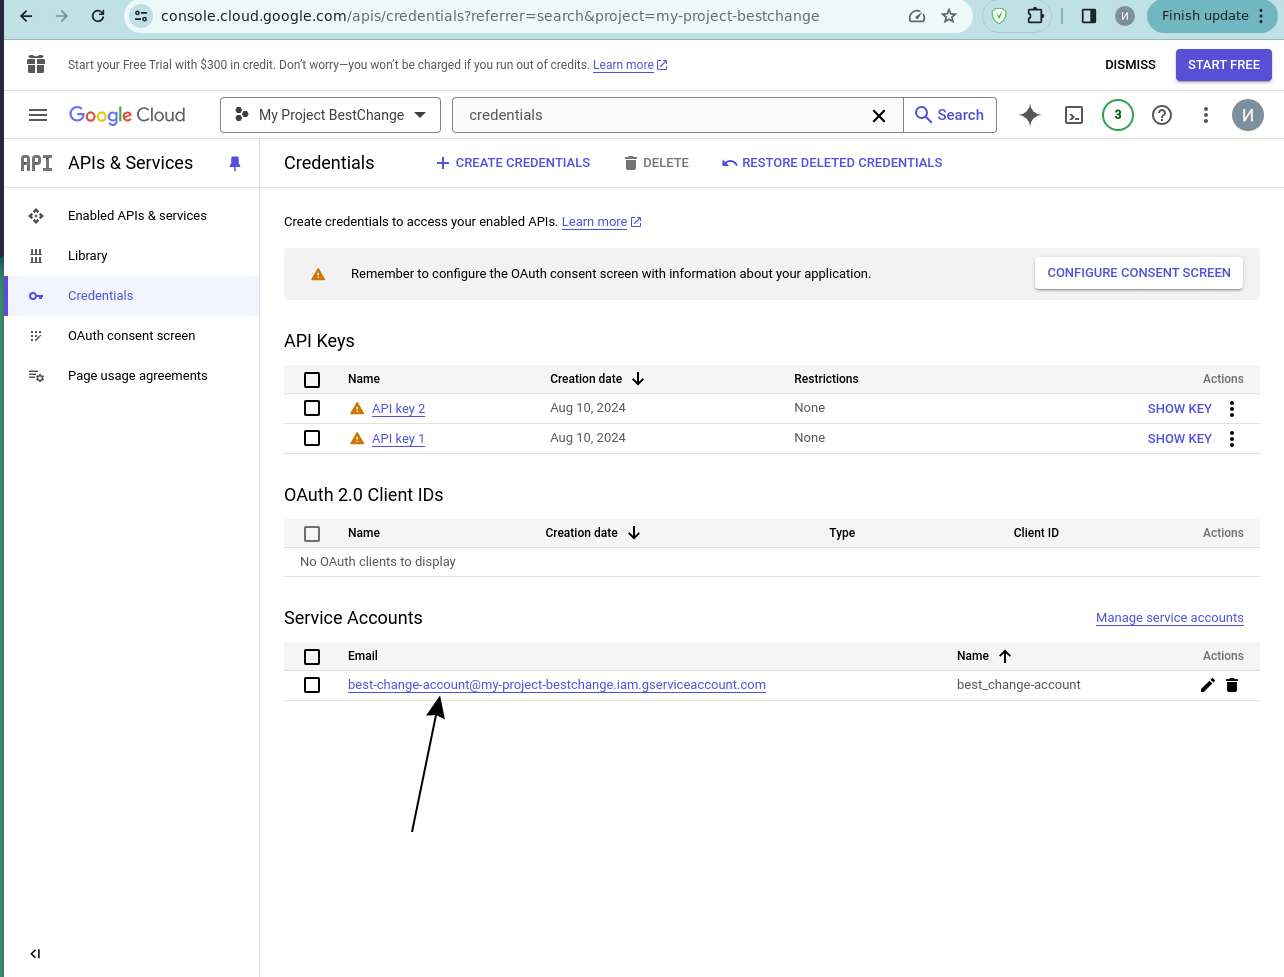 console.cloud.google.com/apis/credentials?referrer=search&project=my-project-bestchange
И
Finish update
Start your Free Trial with $300 in credit. Don’t worry—you won’t be charged if you run out of credits. Learn more
DISMISS
START FREE
Google Cloud
My Project BestChange
credentials
Search
3
И
API APIs & Services
Enabled APIs & services
Library
Credentials
OAuth consent screen
Page usage agreements
Credentials
CREATE CREDENTIALS
DELETE
RESTORE DELETED CREDENTIALS
Create credentials to access your enabled APIs. Learn more
Remember to configure the OAuth consent screen with information about your application.
CONFIGURE CONSENT SCREEN
API Keys
Name Creation date Restrictions Actions
API key 2 Aug 10, 2024 None SHOW KEY
API key 1 Aug 10, 2024 None SHOW KEY
OAuth 2.0 Client IDs
Name Creation date Type Client ID Actions
No OAuth clients to display
Service Accounts
Manage service accounts
Email Name Actions
best-change-account@my-project-bestchange.iam.gserviceaccount.com best_change-account